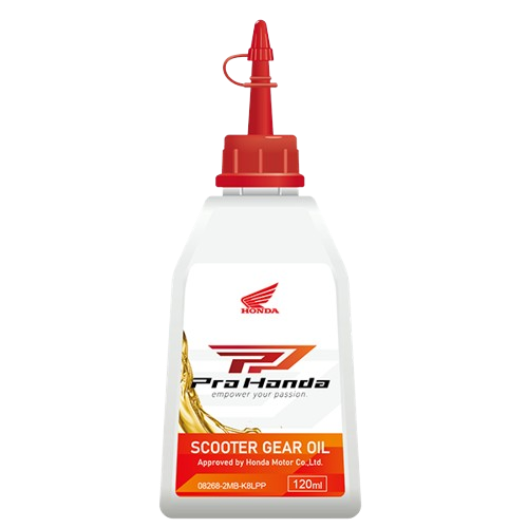 HONDA
Pro Honda
empower your passion.
SCOOTER GEAR OIL
Approved by Honda Motor Co.,Ltd.
08268-2MB-K8LPP
120ml